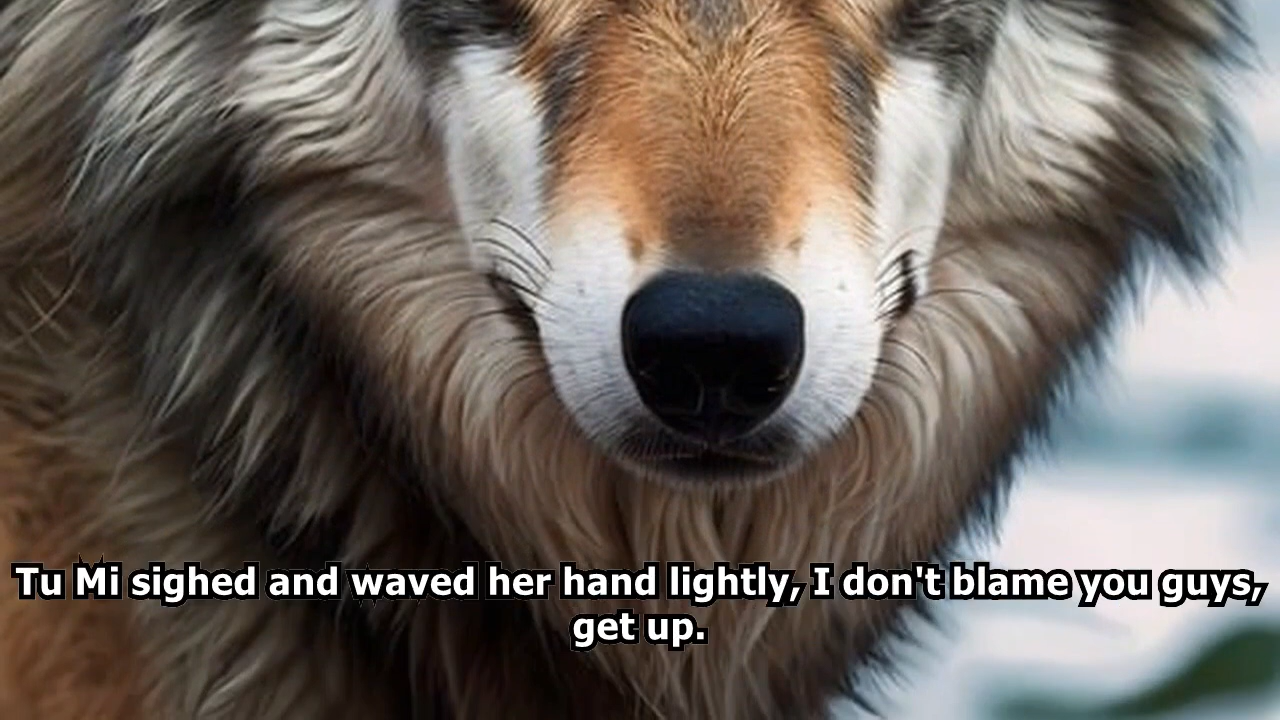 Tu Mi sighed and waved her hand lightly, I don't blame you guys,
get up.